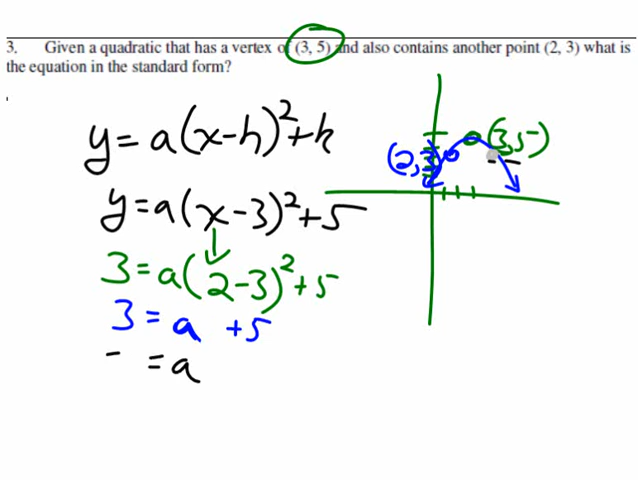 3. Given a quadratic that has a vertex of (3, 5) and also contains another point (2, 3) what is
the equation in the standard form?
y=a(x-h)²+k
y=a(x-3)²+5
3=a(2-3)²+5
3=a +5
- =a
(2,3)
(3,5)